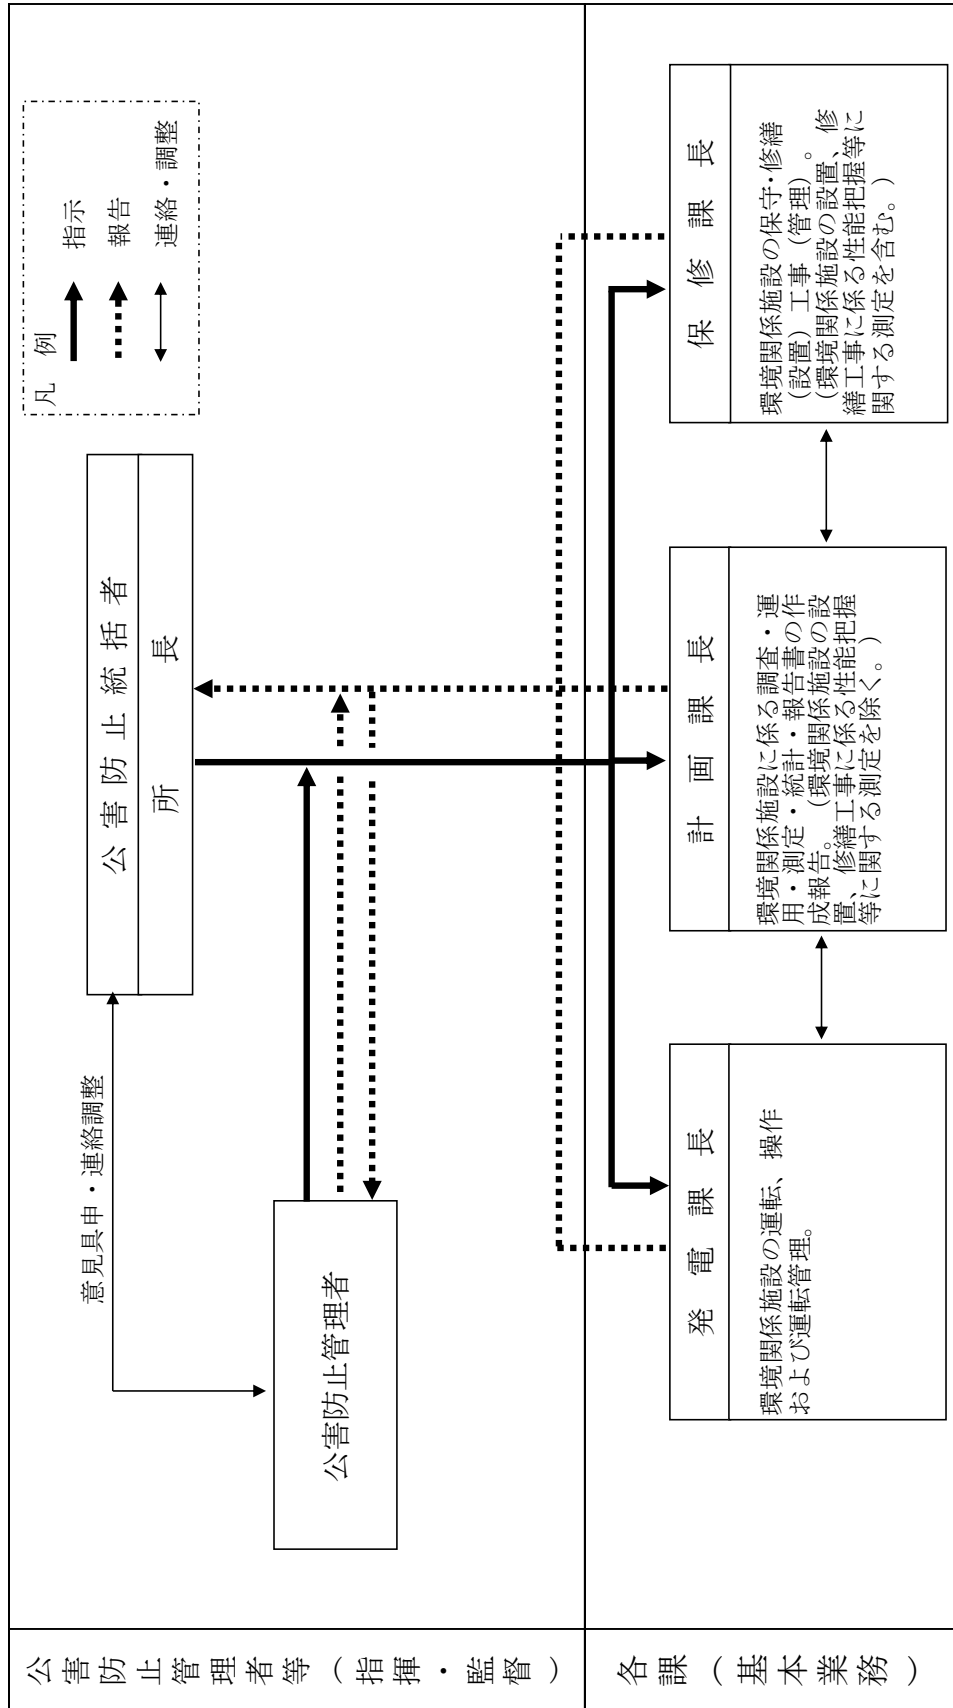 公害防止管理者等(指揮・監督)
各課(基本業務)
意見具申・連絡調整
公害防止統括者
所長
凡例
指示
報告
連絡・調整
公害防止管理者
発電課長
環境関係施設の運転、操作
および運転管理。
計画課長
環境関係施設に係る調査・運
用・測定・統計・報告書の作
成報告。(環境関係施設の設
置、修繕工事に係る性能把握
等に関する測定を除く。)
保修課長
環境関係施設の保守・修繕
(設置)工事(管理)。
(環境関係施設の設置、修
繕工事に係る性能把握等に
関する測定を含む。)